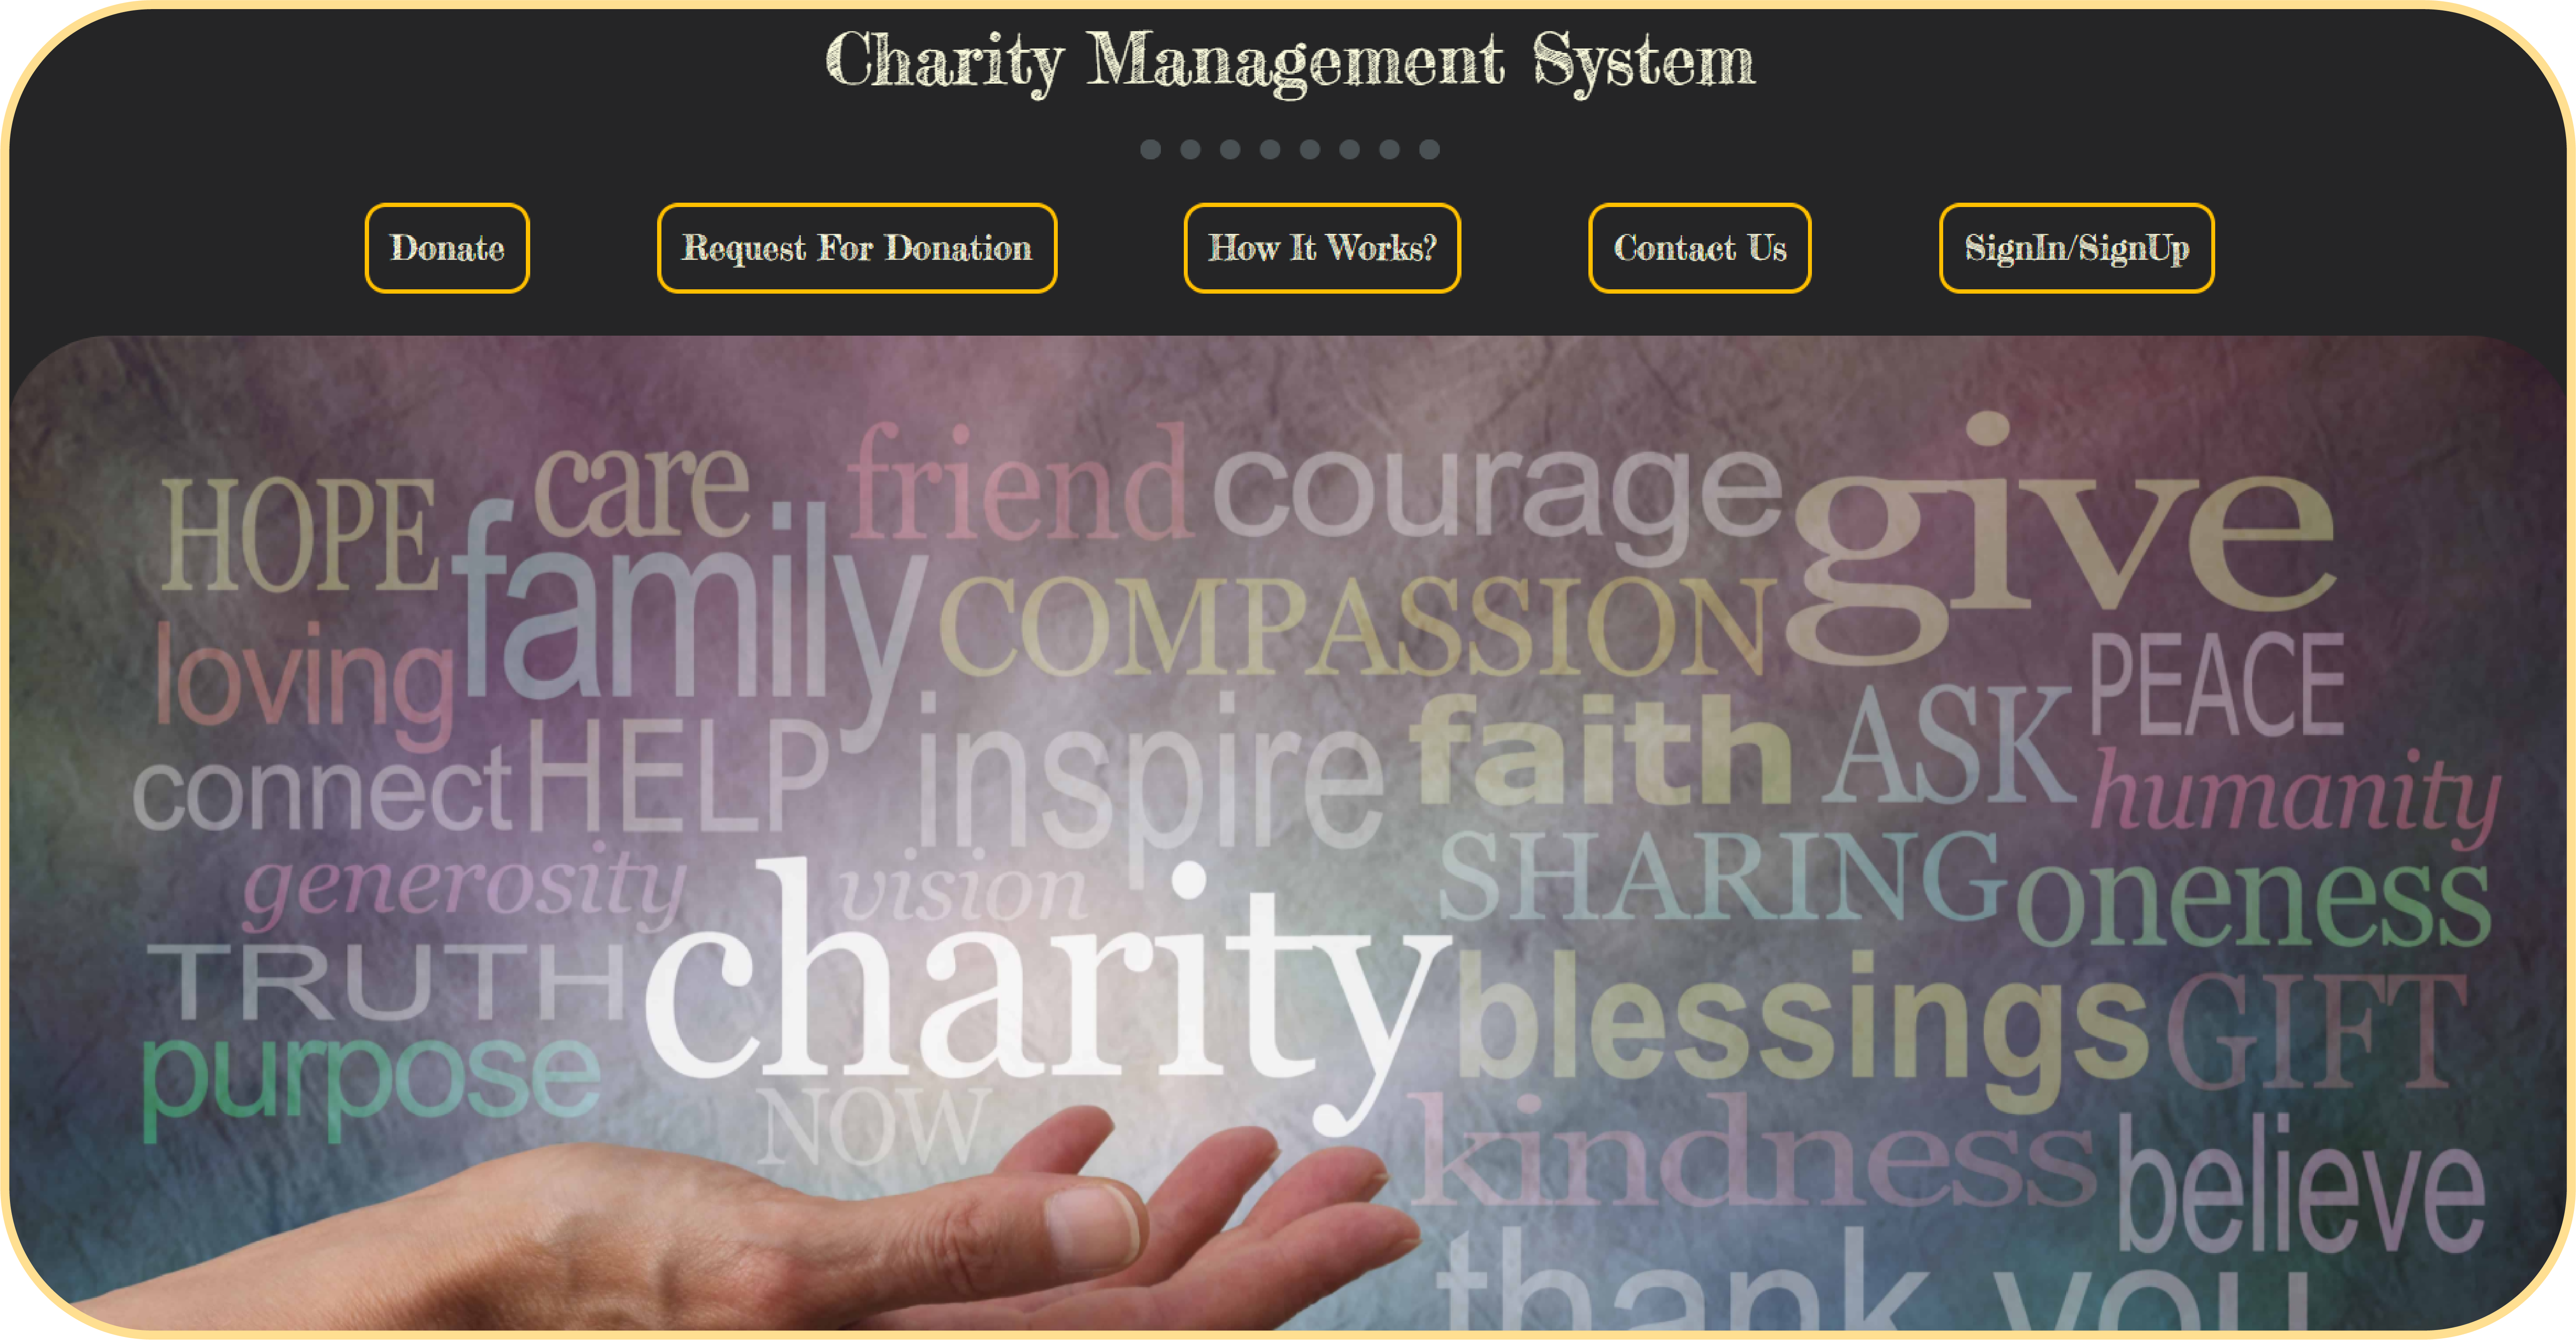 Charity Management System
Donate
Request For Donation
How It Works?
Contact Us
SignIn/SignUp
HOPE care friend courage give
family COMPASSION
loving PEACE
connect HELP inspire faith ASK humanity
generosity vision SHARING oneness
TRUTH charity blessings GIFT
purpose NOW kindness believe
thank you